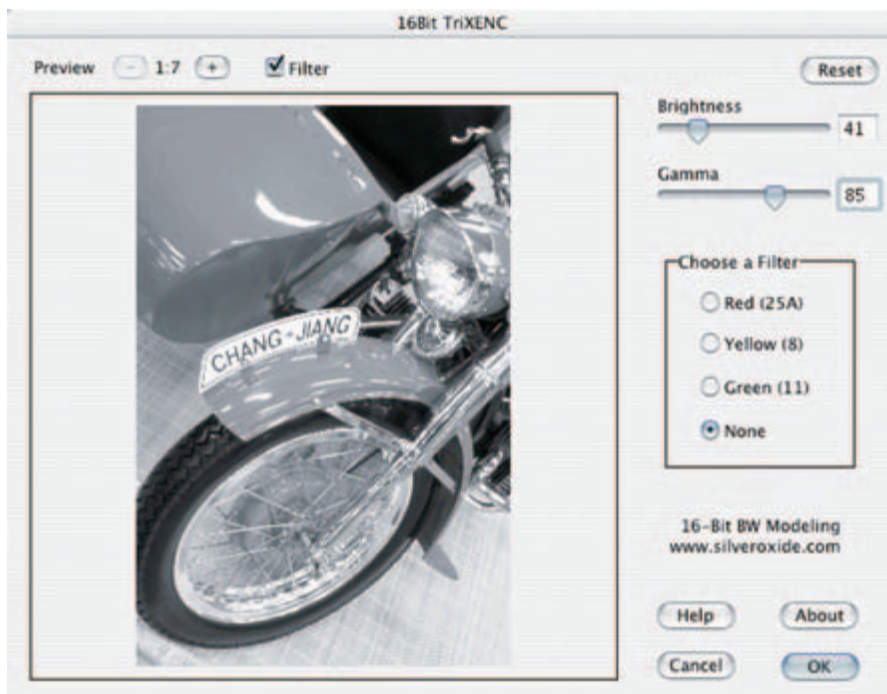 16Bit TriXENC
Preview - 1:7 + Filter
Reset
Brightness
41
Gamma
85
Choose a Filter
Red (25A)
Yellow (8)
Green (11)
None
CHANG-JIANG
16-Bit BW Modeling
www.silveroxide.com
Help About
Cancel OK